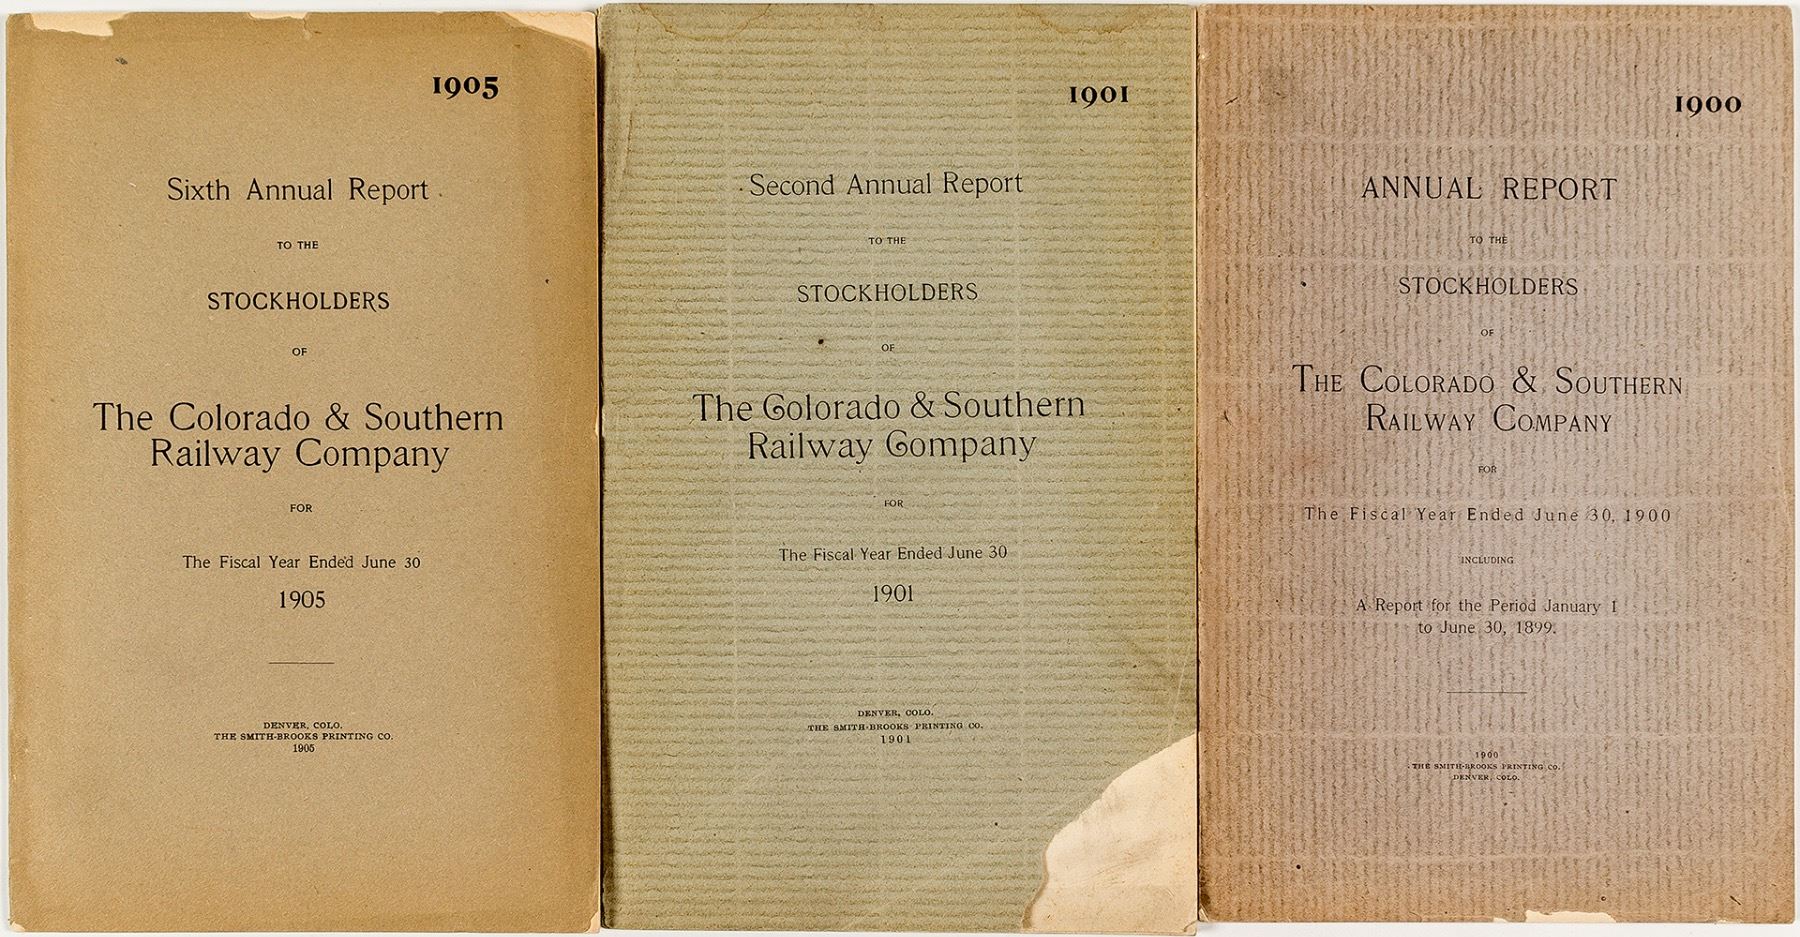 1905
Sixth Annual Report
TO THE
STOCKHOLDERS
OF
The Colorado & Southern
Railway Company
FOR
The Fiscal Year Ended June 30
1905
DENVER, COLO.
THE SMITH-BROOKS PRINTING CO.
1905
1901
Second Annual Report
TO THE
STOCKHOLDERS
OF
The Colorado & Southern
Railway Company
FOR
The Fiscal Year Ended June 30
1901
DENVER, COLO.
THE SMITH-BROOKS PRINTING CO.
1901
1900
ANNUAL REPORT
TO THE
STOCKHOLDERS
OF
THE COLORADO & SOUTHERN
RAILWAY COMPANY
FOR
The Fiscal Year Ended June 30, 1900
INCLUDING
A Report for the Period January 1
to June 30, 1899.
1900
THE SMITH-BROOKS PRINTING CO.
DENVER, COLO.